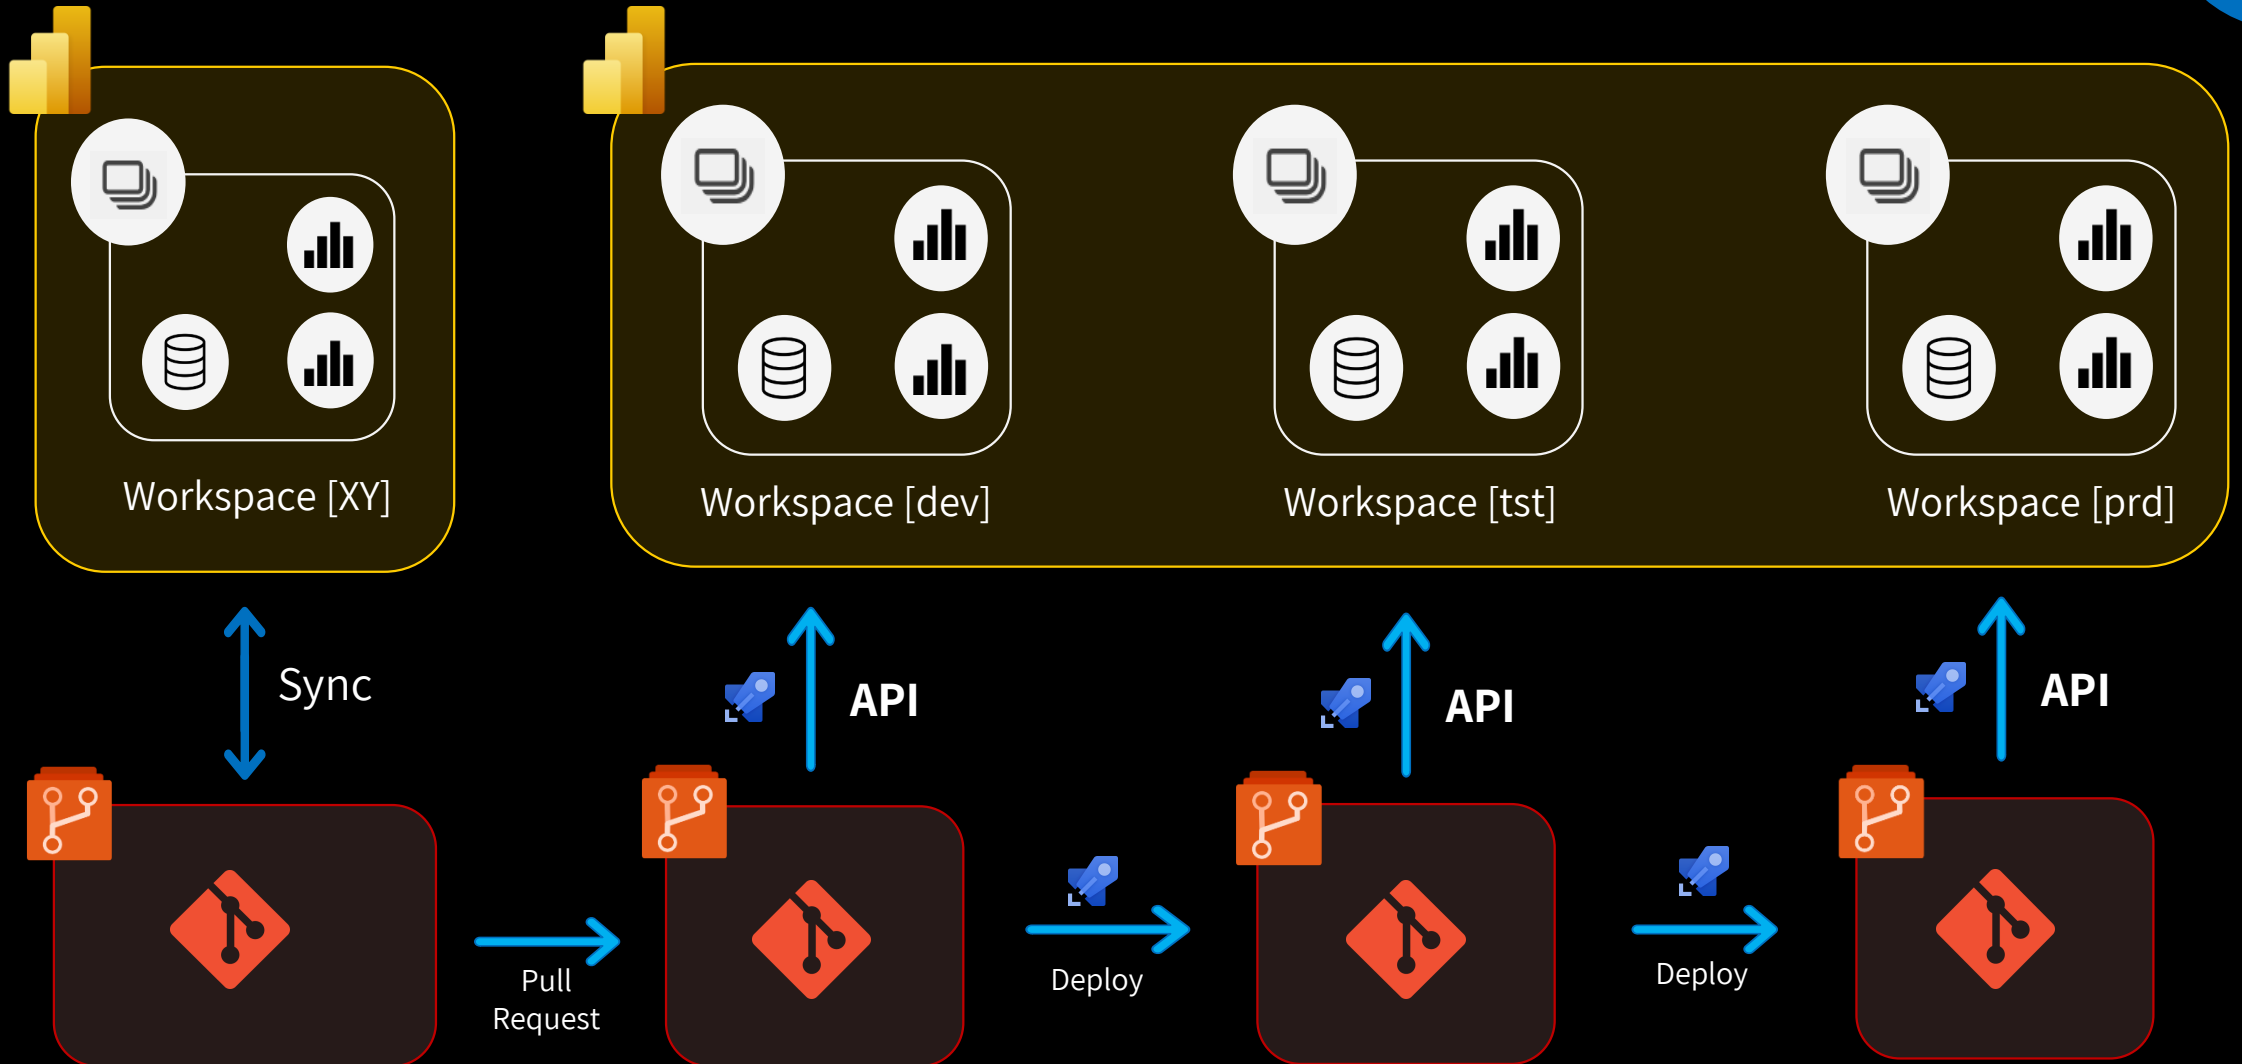 Workspace [XY]
Workspace [dev]
Workspace [tst]
Workspace [prd]
Sync
API
API
API
Pull
Request
Deploy
Deploy